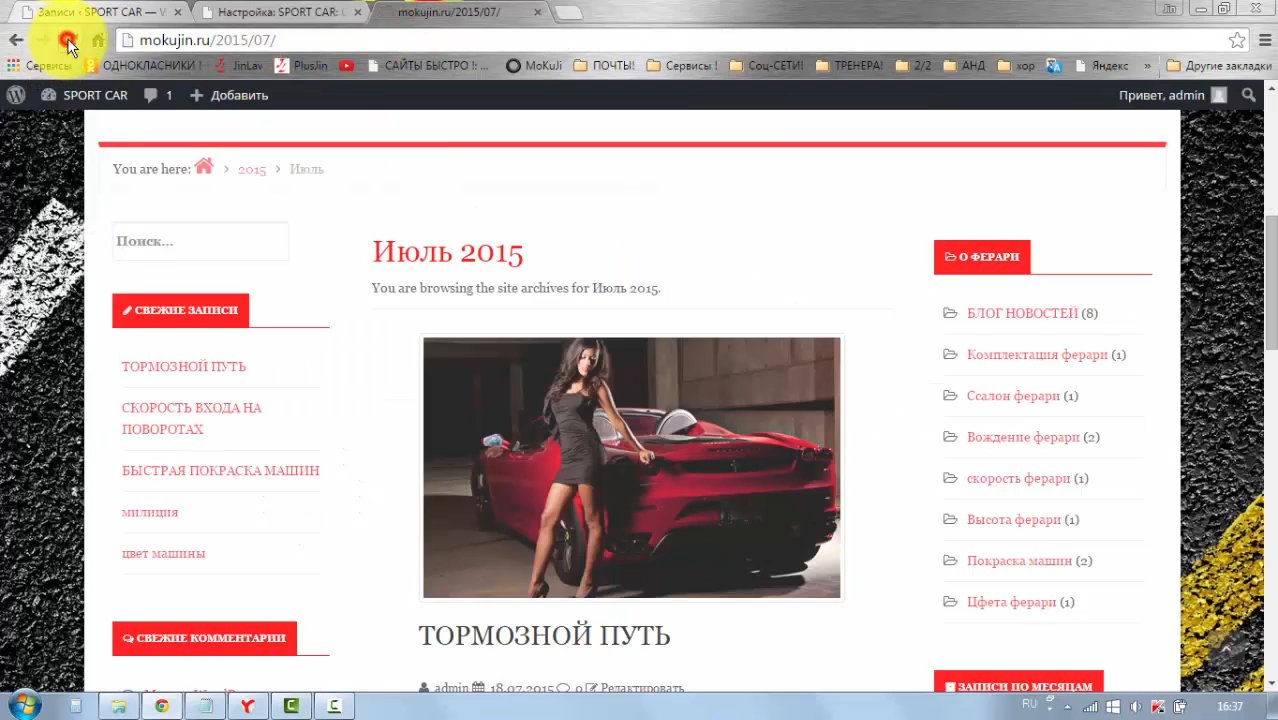 Записи ‹ SPORT CAR — W
Настройка: SPORT CAR: С
mokujin.ru/2015/07/
Jin
mokujin.ru/2015/07/
Сервисы
ОДНОКЛАСНИКИ !
JinLav
PlusJin
САЙТЫ БЫСТРО !: ...
MoKuJi
ПОЧТЫ!
Сервисы !
Соц-СЕТИ!
ТРЕНЕРА!
2/2
АНД
хор
Яндекс
»
Другие закладки
SPORT CAR
1
Добавить
Привет, admin
You are here: > 2015 > Июль
Поиск...
СВЕЖИЕ ЗАПИСИ
ТОРМОЗНОЙ ПУТЬ
СКОРОСТЬ ВХОДА НА
ПОВОРОТАХ
БЫСТРАЯ ПОКРАСКА МАШИН
милиция
цвет машины
СВЕЖИЕ КОММЕНТАРИИ
Июль 2015
You are browsing the site archives for Июль 2015.
ТОРМОЗНОЙ ПУТЬ
admin 18.07.2015 0 Редактировать
О ФЕРАРИ
БЛОГ НОВОСТЕЙ (8)
Комплектация ферари (1)
Ссалон ферари (1)
Вождение ферари (2)
скорость ферари (1)
Высота ферари (1)
Покраска машин (2)
Цфета ферари (1)
ЗАПИСИ ПО МЕСЯЦАМ
RU
16:37